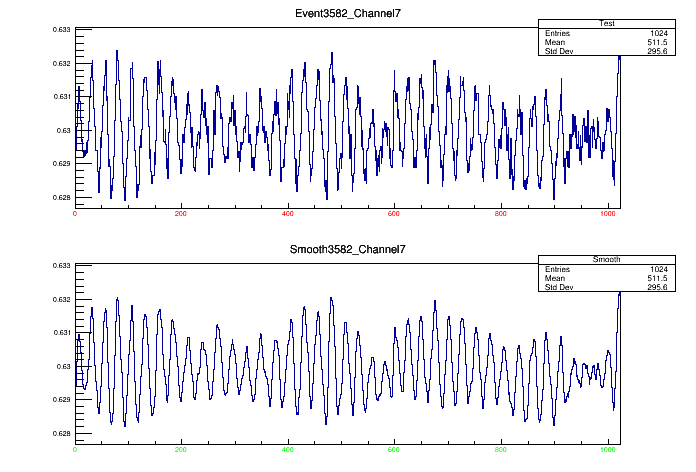 Event3582_Channel7
Test
Entries 1024
Mean 511.5
Std Dev 295.6
0.633
0.632
0.631
0.63
0.629
0.628
0 200 400 600 800 1000
Smooth3582_Channel7
Smooth
Entries 1024
Mean 511.5
Std Dev 295.6
0.633
0.632
0.631
0.63
0.629
0.628
0 200 400 600 800 1000